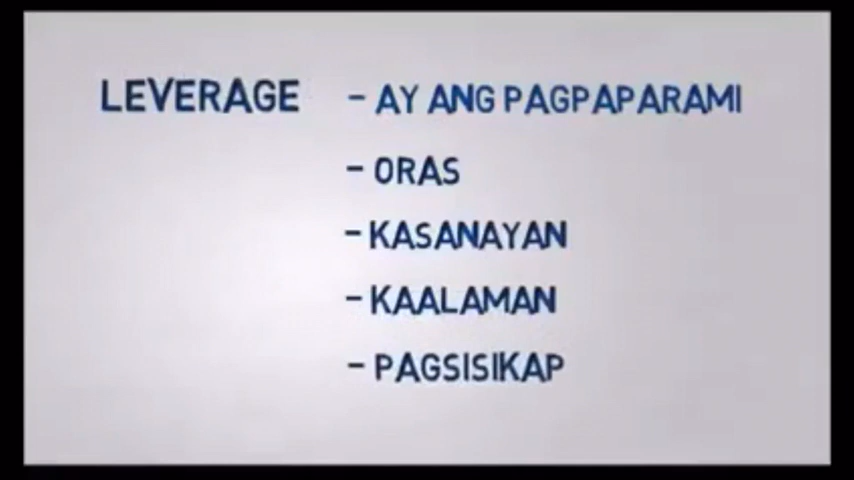 LEVERAGE - AY ANG PAGPAPARAMI
- ORAS
- KASANAYAN
- KAALAMAN
- PAGSISIKAP